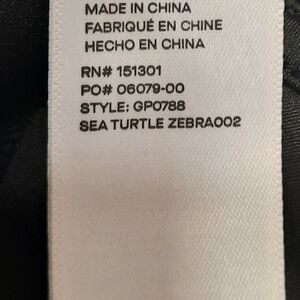 MADE IN CHINA
FABRIQUÉ EN CHINE
HECHO EN CHINA
RN# 151301
PO# 06079-00
STYLE: GP0788
SEA TURTLE ZEBRA002